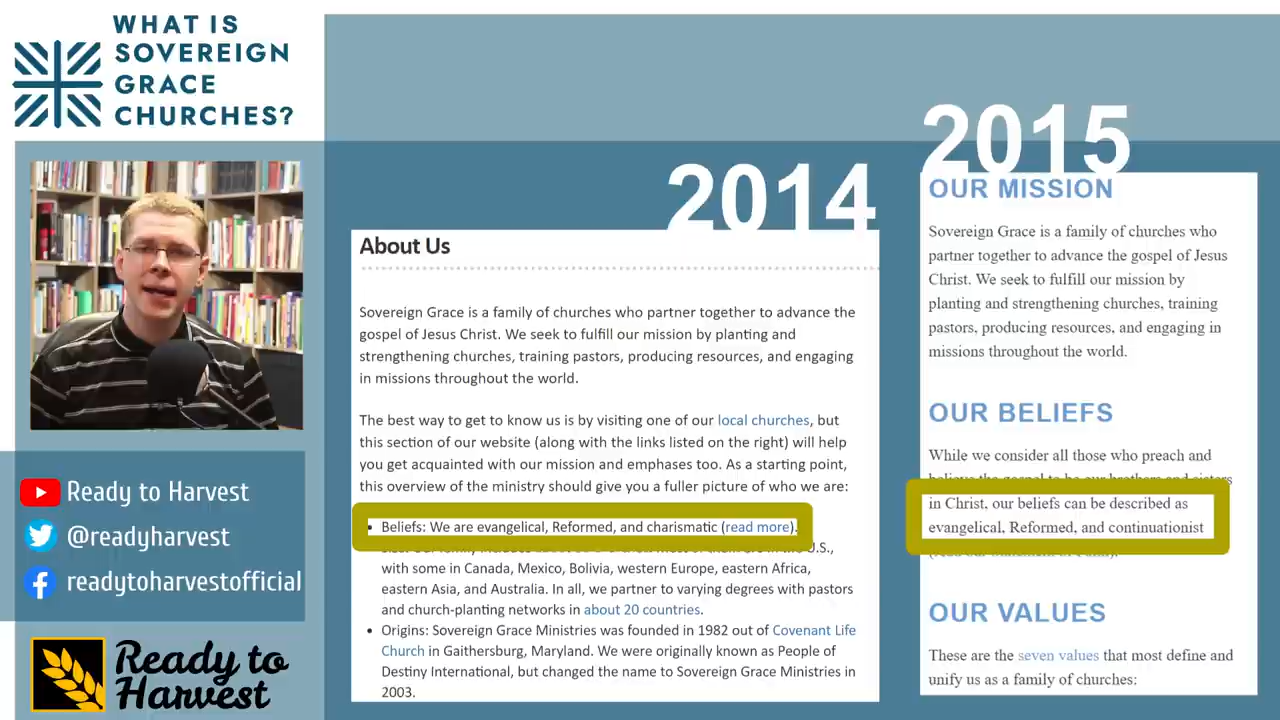 WHAT IS
SOVEREIGN
GRACE
CHURCHES?
Ready to Harvest
@readyharvest
readytoharvestofficial
Ready to
Harvest
2014
About Us
Sovereign Grace is a family of churches who partner together to advance the
gospel of Jesus Christ. We seek to fulfill our mission by planting and
strengthening churches, training pastors, producing resources, and engaging
in missions throughout the world.
The best way to get to know us is by visiting one of our local churches, but
this section of our website (along with the links listed on the right) will help
you get acquainted with our mission and emphases too. As a starting point,
this overview of the ministry should give you a fuller picture of who we are:
• Beliefs: We are evangelical, Reformed, and charismatic (read more).
U.S.,
with some in Canada, Mexico, Bolivia, western Europe, eastern Africa,
eastern Asia, and Australia. In all, we partner to varying degrees with pastors
and church-planting networks in about 20 countries.
• Origins: Sovereign Grace Ministries was founded in 1982 out of Covenant Life
Church in Gaithersburg, Maryland. We were originally known as People of
Destiny International, but changed the name to Sovereign Grace Ministries in
2003.
2015
OUR MISSION
Sovereign Grace is a family of churches who
partner together to advance the gospel of Jesus
Christ. We seek to fulfill our mission by
planting and strengthening churches, training
pastors, producing resources, and engaging in
missions throughout the world.
OUR BELIEFS
While we consider all those who preach and
believe the gospel to be our brothers and sisters
in Christ, our beliefs can be described as
evangelical, Reformed, and continuationist
OUR VALUES
These are the seven values that most define and
unify us as a family of churches: